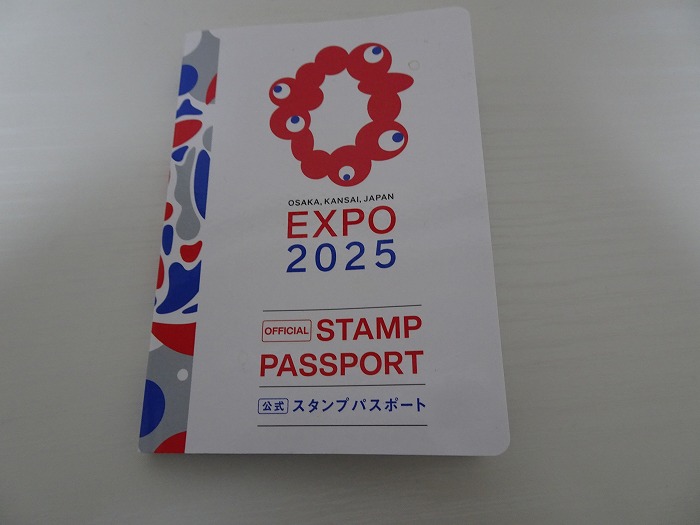 OSAKA, KANSAI, JAPAN
EXPO
2025
OFFICIAL STAMP
PASSPORT
公式 スタンプパスポート